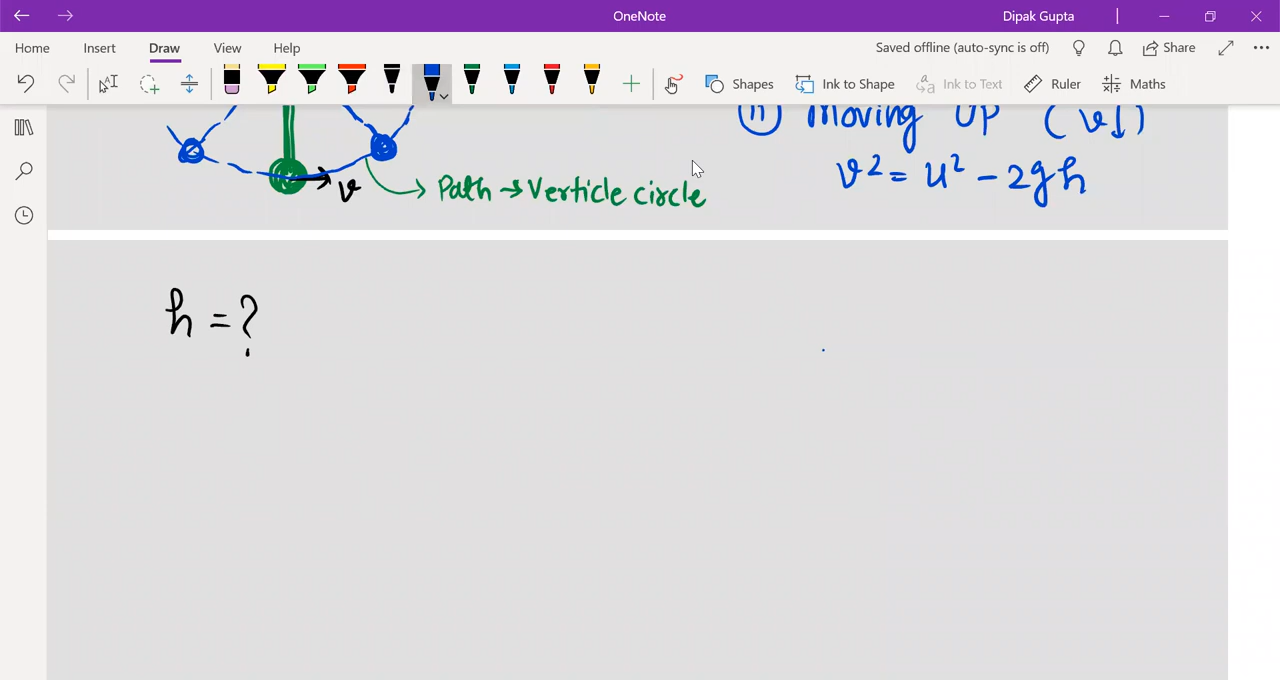 OneNote
Dipak Gupta
Home Insert Draw View Help
Saved offline (auto-sync is off)
Share
Shapes
Ink to Shape
Ink to Text
Ruler
Maths
(ii) Moving Up (v↓)
v² = u² - 2gh
v
Path → Verticle circle
h = ?